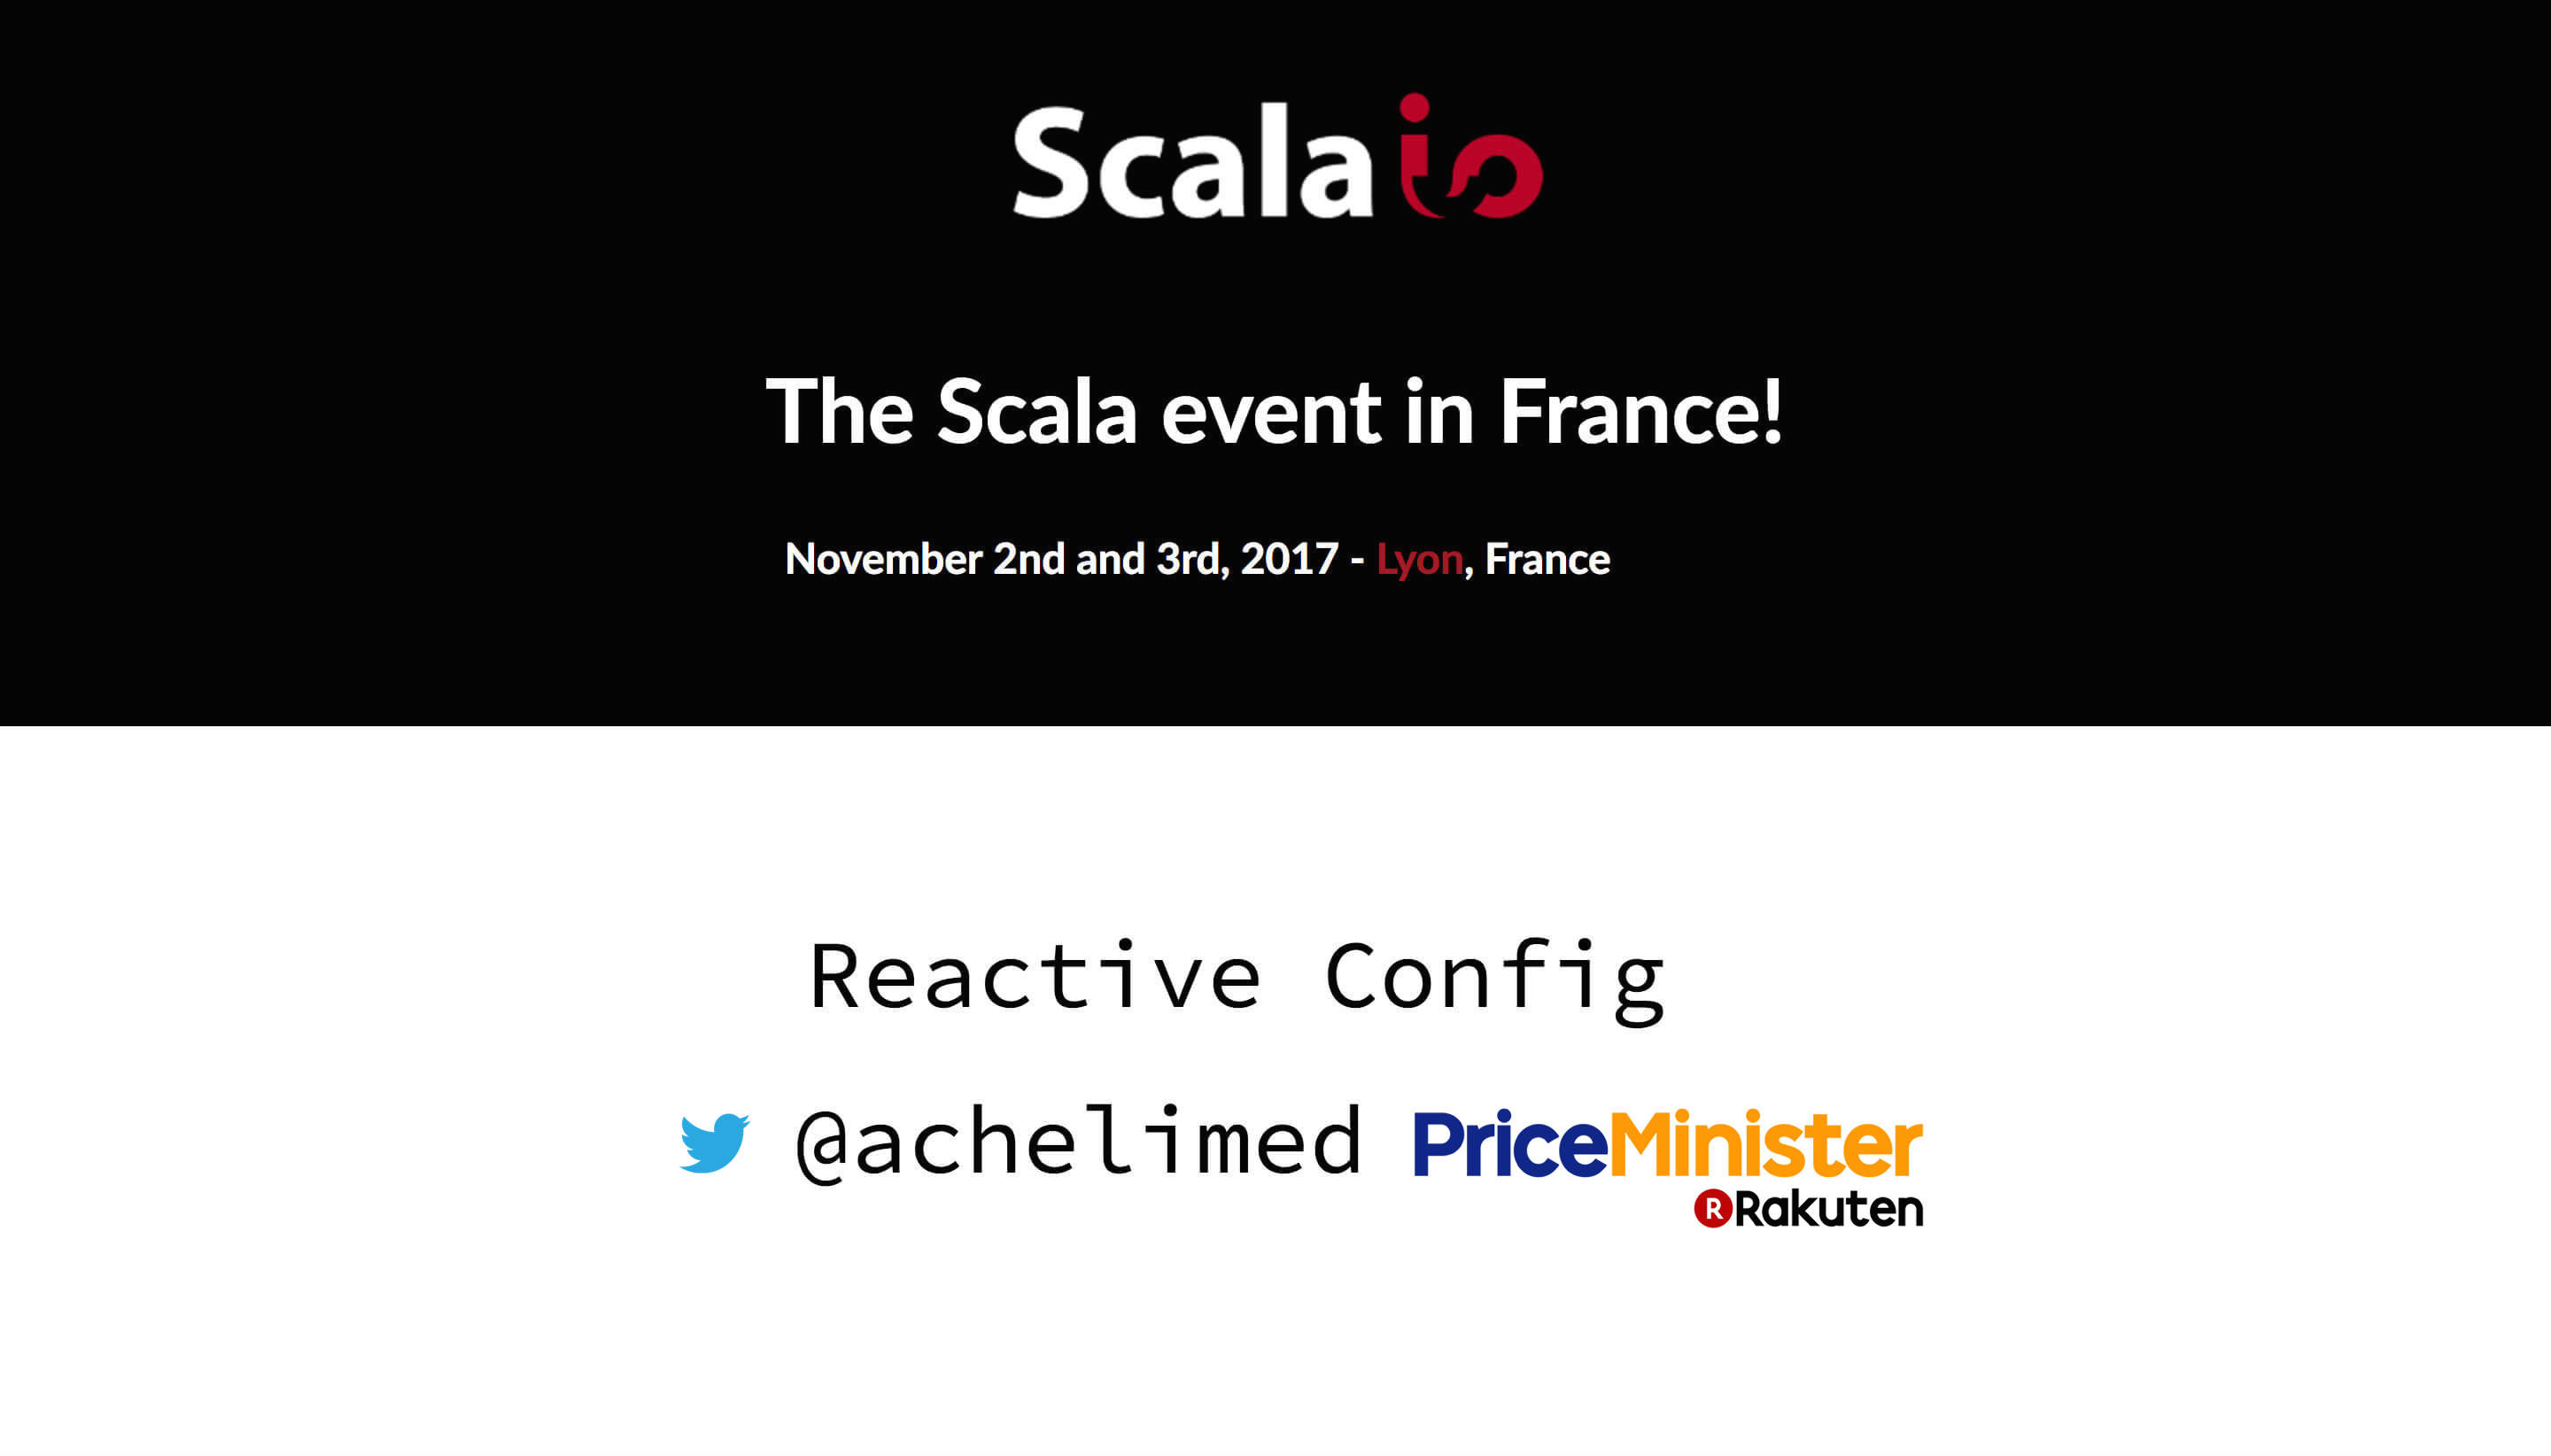 Scala io
The Scala event in France!
November 2nd and 3rd, 2017 - Lyon, France
Reactive Config
@achelimed PriceMinister
R Rakuten